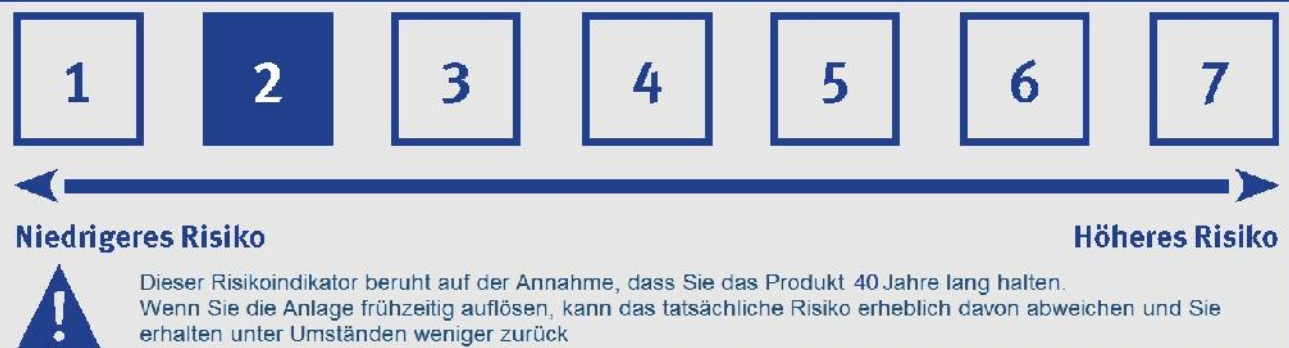 1 2 3 4 5 6 7
Niedrigeres Risiko Höheres Risiko
Dieser Risikoindikator beruht auf der Annahme, dass Sie das Produkt 40 Jahre lang halten.
Wenn Sie die Anlage frühzeitig auflösen, kann das tatsächliche Risiko erheblich davon abweichen und Sie
erhalten unter Umständen weniger zurück